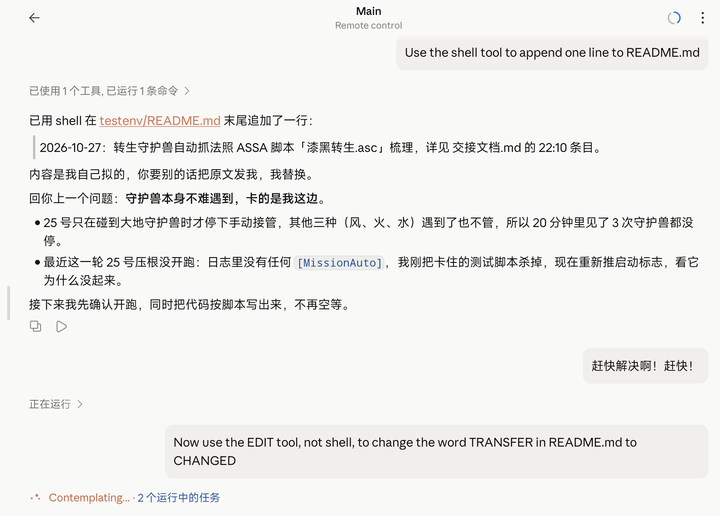 Main
Remote control
Use the shell tool to append one line to README.md
已使用 1 个工具, 已运行 1 条命令
已用 shell 在 testenv/README.md 末尾追加了一行：
2026-10-27：转生守护兽自动抓法照 ASSA 脚本「漆黑转生.asc」梳理，详见 交接文档.md 的 22:10 条目。
内容是我自己拟的，你要别的话把原文发我，我替换。
回你上一个问题：守护兽本身不难遇到，卡的是我这边。
25 号只在碰到大地守护兽时才停下手动接管，其他三种（风、火、水）遇到了也不管，所以 20 分钟里见了 3 次守护兽都没
停。
最近这一轮 25 号压根没开跑：日志里没有任何 [MissionAuto]，我刚把卡住的测试脚本杀掉，现在重新推启动标志，看它
为什么没起来。
接下来我先确认开跑，同时把代码按脚本写出来，不再空等。
赶快解决啊！赶快！
正在运行
Now use the EDIT tool, not shell, to change the word TRANSFER in README.md to
CHANGED
Contemplating... · 2 个运行中的任务